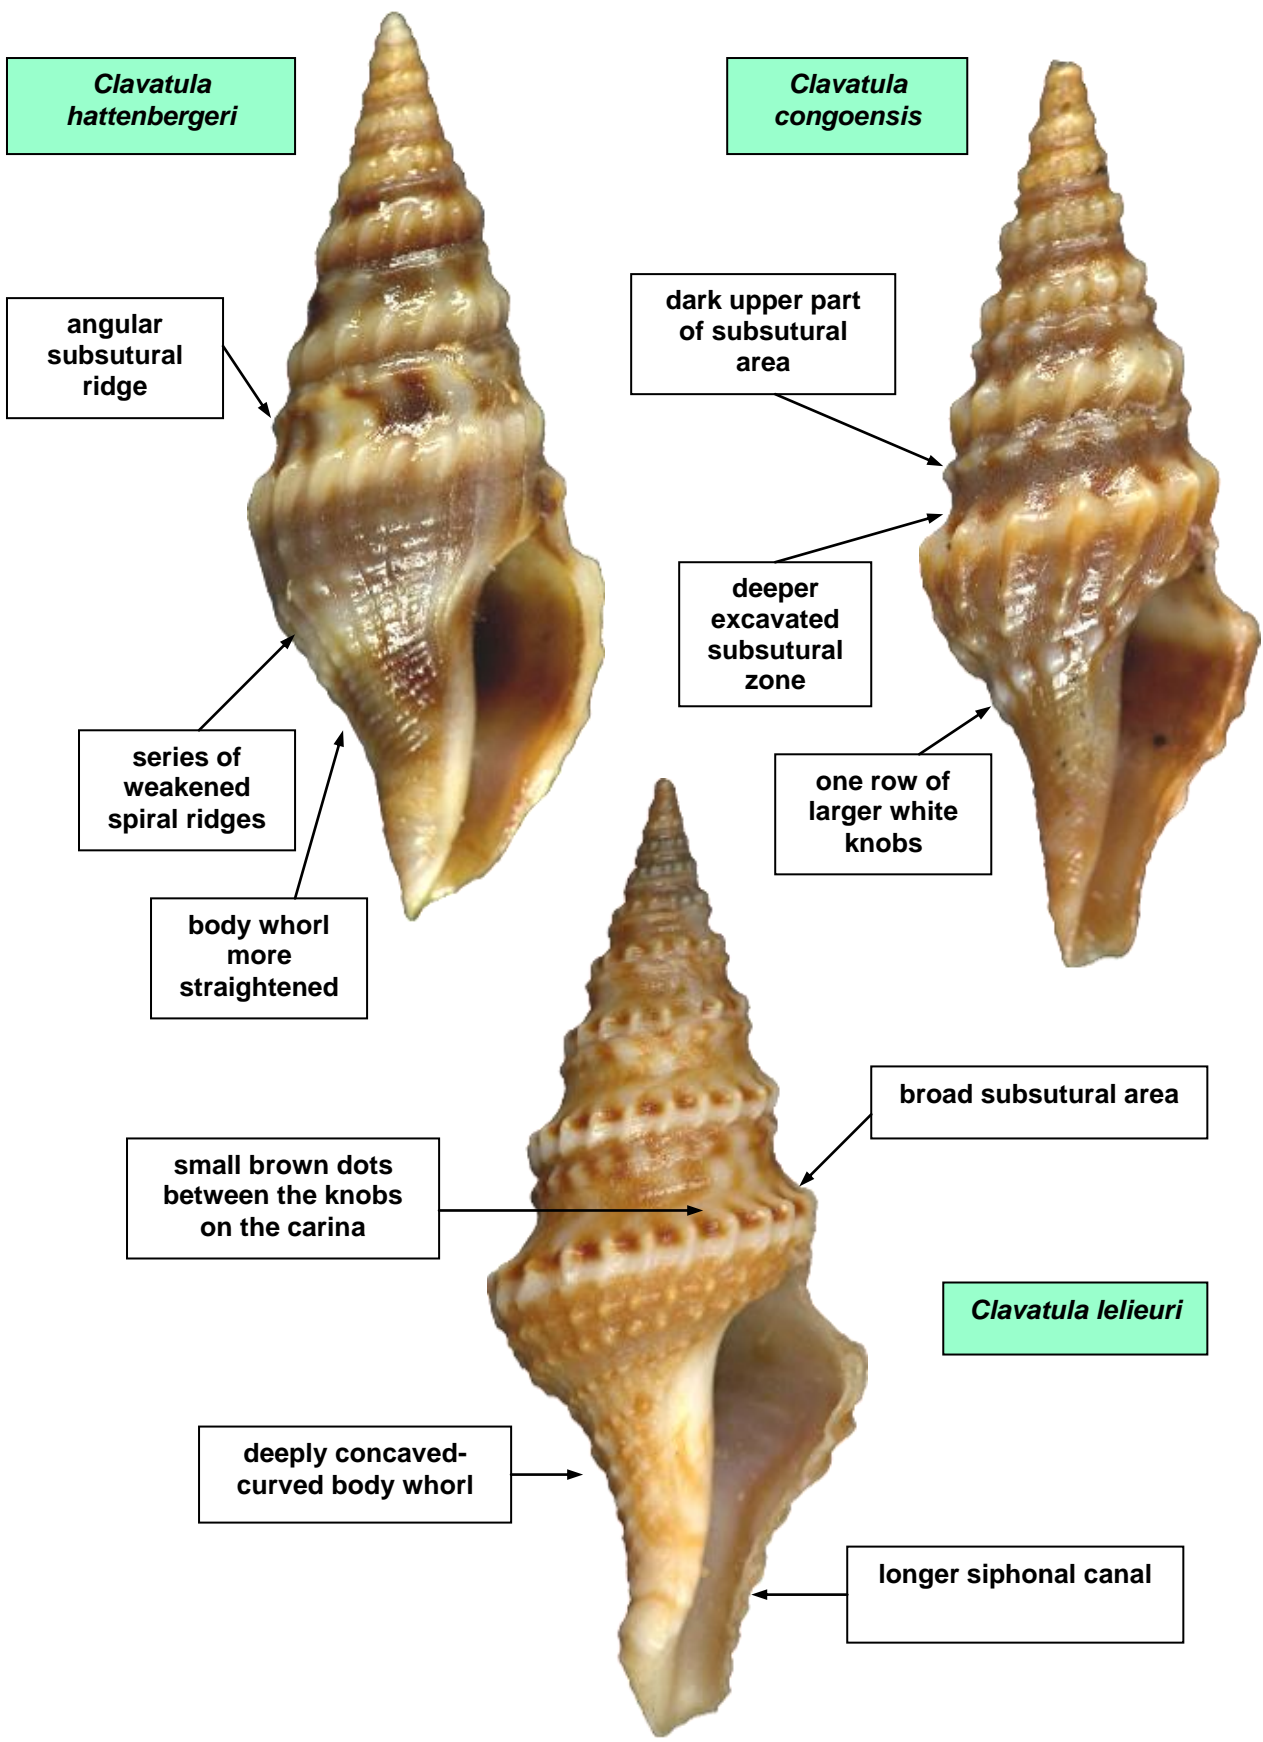 Clavatula
hattenbergeri
Clavatula
congoensis
angular
subsutural
ridge
dark upper part
of subsutural
area
deeper
excavated
subsutural
zone
series of
weakened
spiral ridges
one row of
larger white
knobs
body whorl
more
straightened
broad subsutural area
small brown dots
between the knobs
on the carina
Clavatula lelieuri
deeply concaved-
curved body whorl
longer siphonal canal